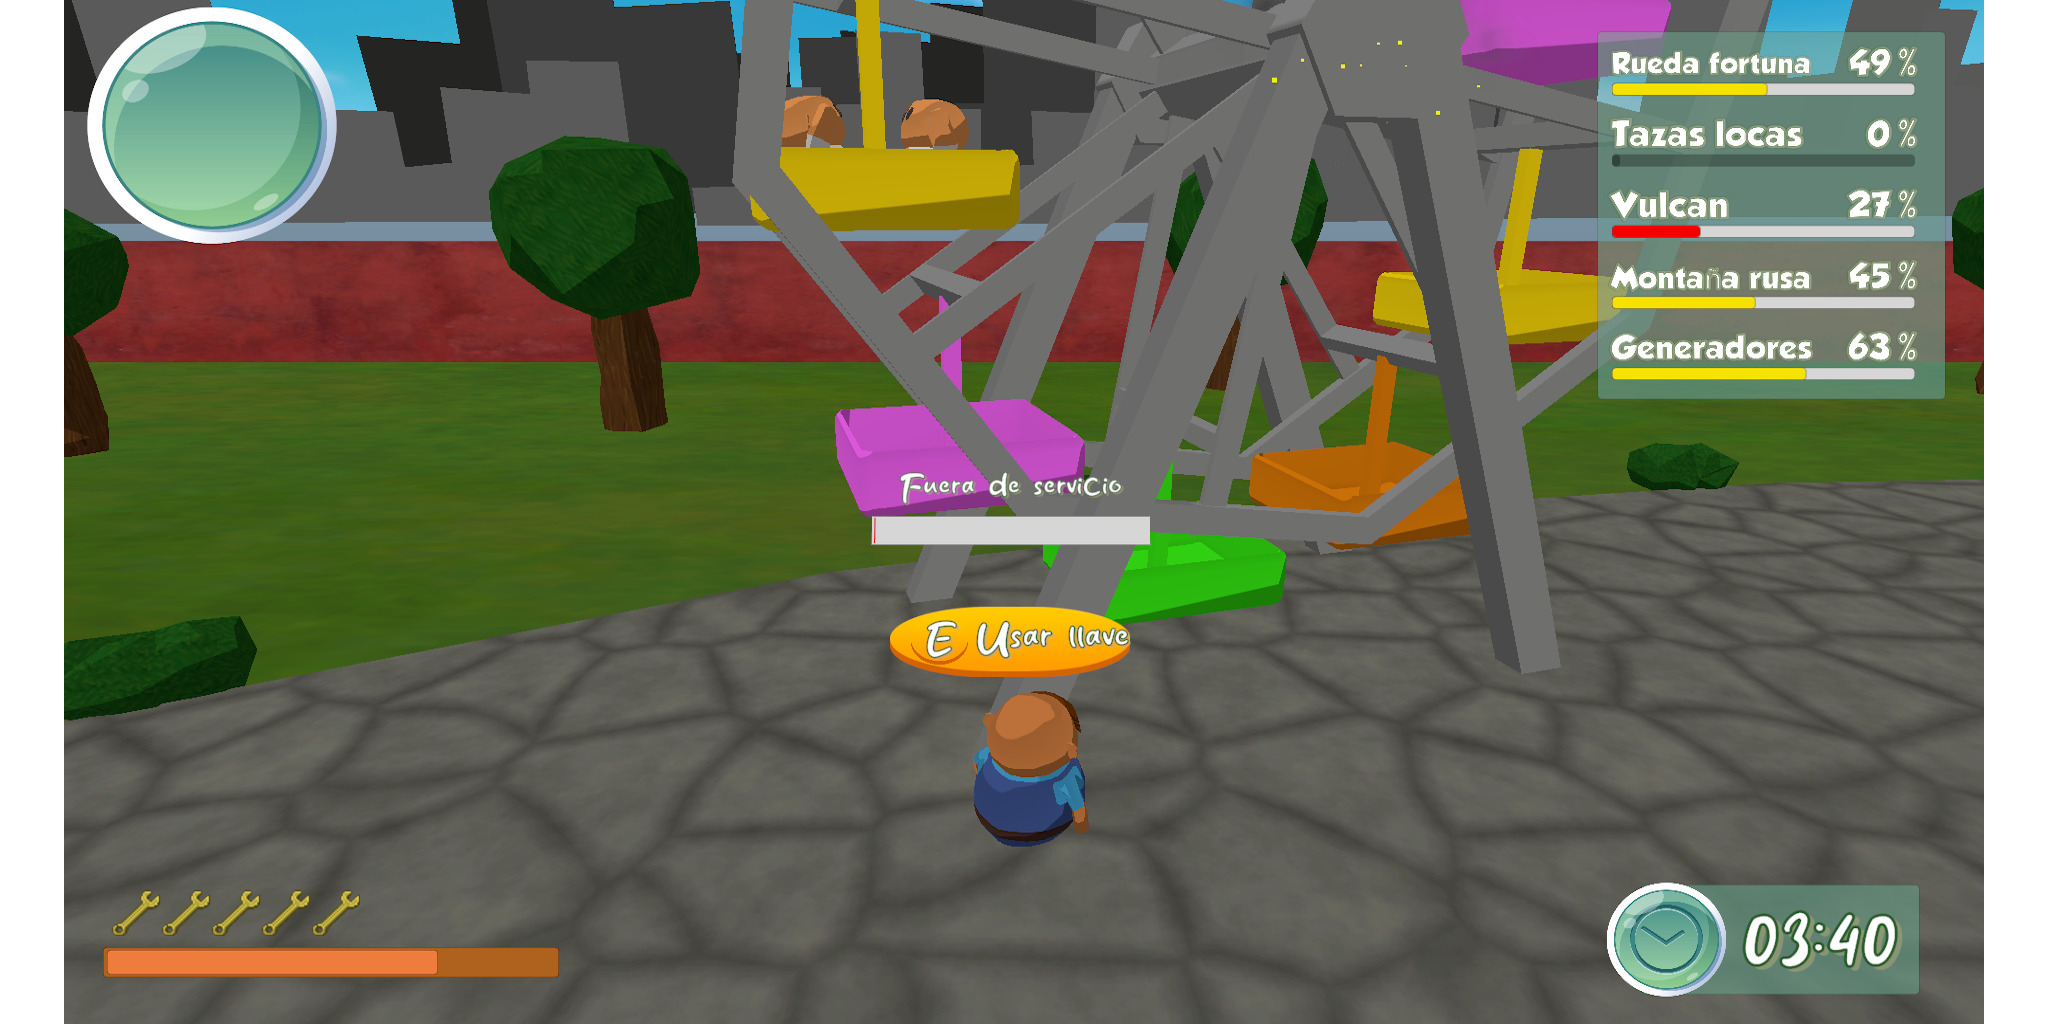 Rueda fortuna 49 %
Tazas locas 0 %
Vulcan 27 %
Montaña rusa 45 %
Generadores 63 %
Fuera de servicio
E Usar llave
03:40